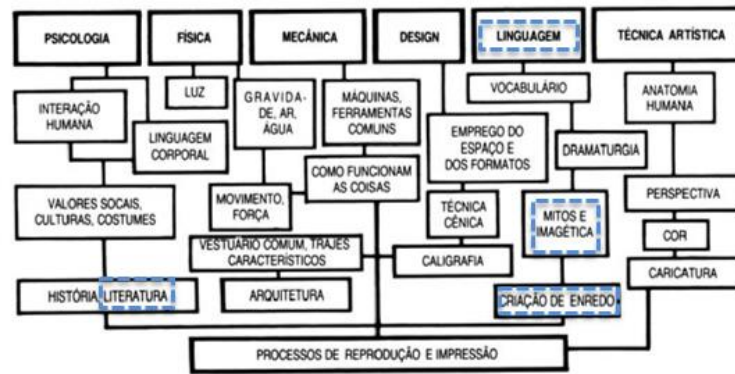 PSICOLOGIA
FÍSICA
MECÂNICA
DESIGN
LINGUAGEM
TÉCNICA ARTÍSTICA
INTERAÇÃO
HUMANA
LINGUAGEM
CORPORAL
VALORES SOCAIS,
CULTURAS, COSTUMES
HISTÓRIA, LITERATURA
LUZ
GRAVIDA-
DE, AR,
ÁGUA
MOVIMENTO,
FORÇA
MÁQUINAS,
FERRAMENTAS
COMUNS
COMO FUNCIONAM
AS COISAS
VESTUÁRIO COMUM, TRAJES
CARACTERÍSTICOS
ARQUITETURA
EMPREGO DO
ESPAÇO E
DOS FORMATOS
TÉCNICA
CÊNICA
CALIGRAFIA
VOCABULÁRIO
DRAMATURGIA
MITOS E
IMAGÉTICA
CRIAÇÃO DE ENREDO
ANATOMIA
HUMANA
PERSPECTIVA
COR
CARICATURA
PROCESSOS DE REPRODUÇÃO E IMPRESSÃO